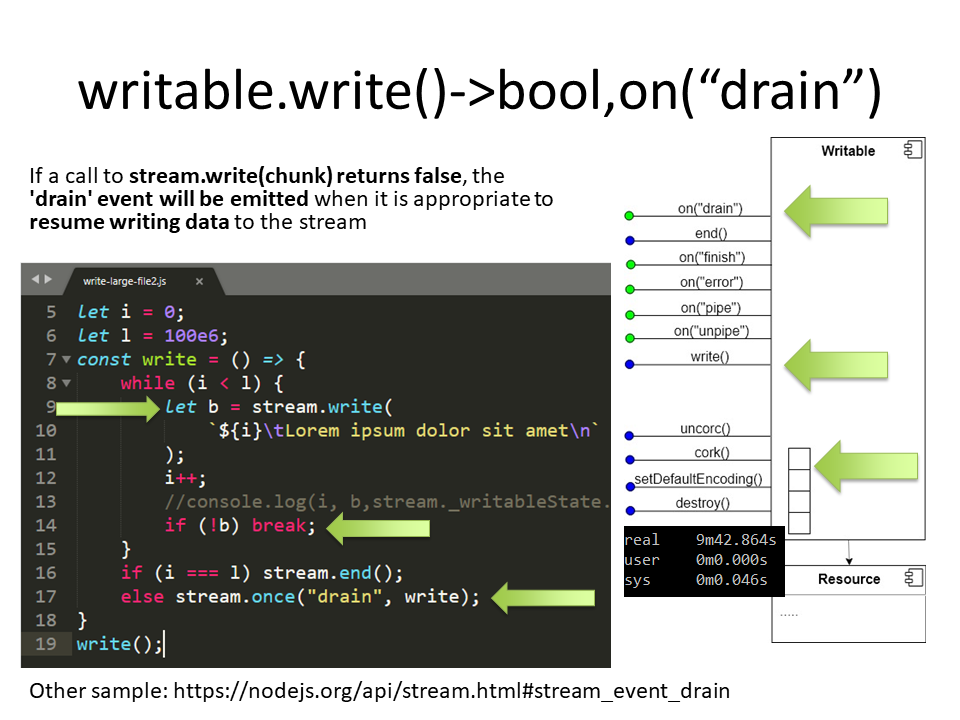 writable.write()->bool,on(“drain”)
If a call to stream.write(chunk) returns false, the
'drain' event will be emitted when it is appropriate to
resume writing data to the stream
write-large-file2.js ×
5 let i = 0;
6 let l = 100e6;
7 const write = () => {
8 while (i < l) {
9 let b = stream.write(
10 `${i}\tLorem ipsum dolor sit amet\n`
11 );
12 i++;
13 //console.log(i, b,stream._writableState.
14 if (!b) break;
15 }
16 if (i === l) stream.end();
17 else stream.once("drain", write);
18 }
19 write();
Writable
on("drain")
end()
on("finish")
on("error")
on("pipe")
on("unpipe")
write()
uncorc()
cork()
setDefaultEncoding()
destroy()
real 9m42.864s
user 0m0.000s
sys 0m0.046s
Resource
.....
Other sample: https://nodejs.org/api/stream.html#stream_event_drain